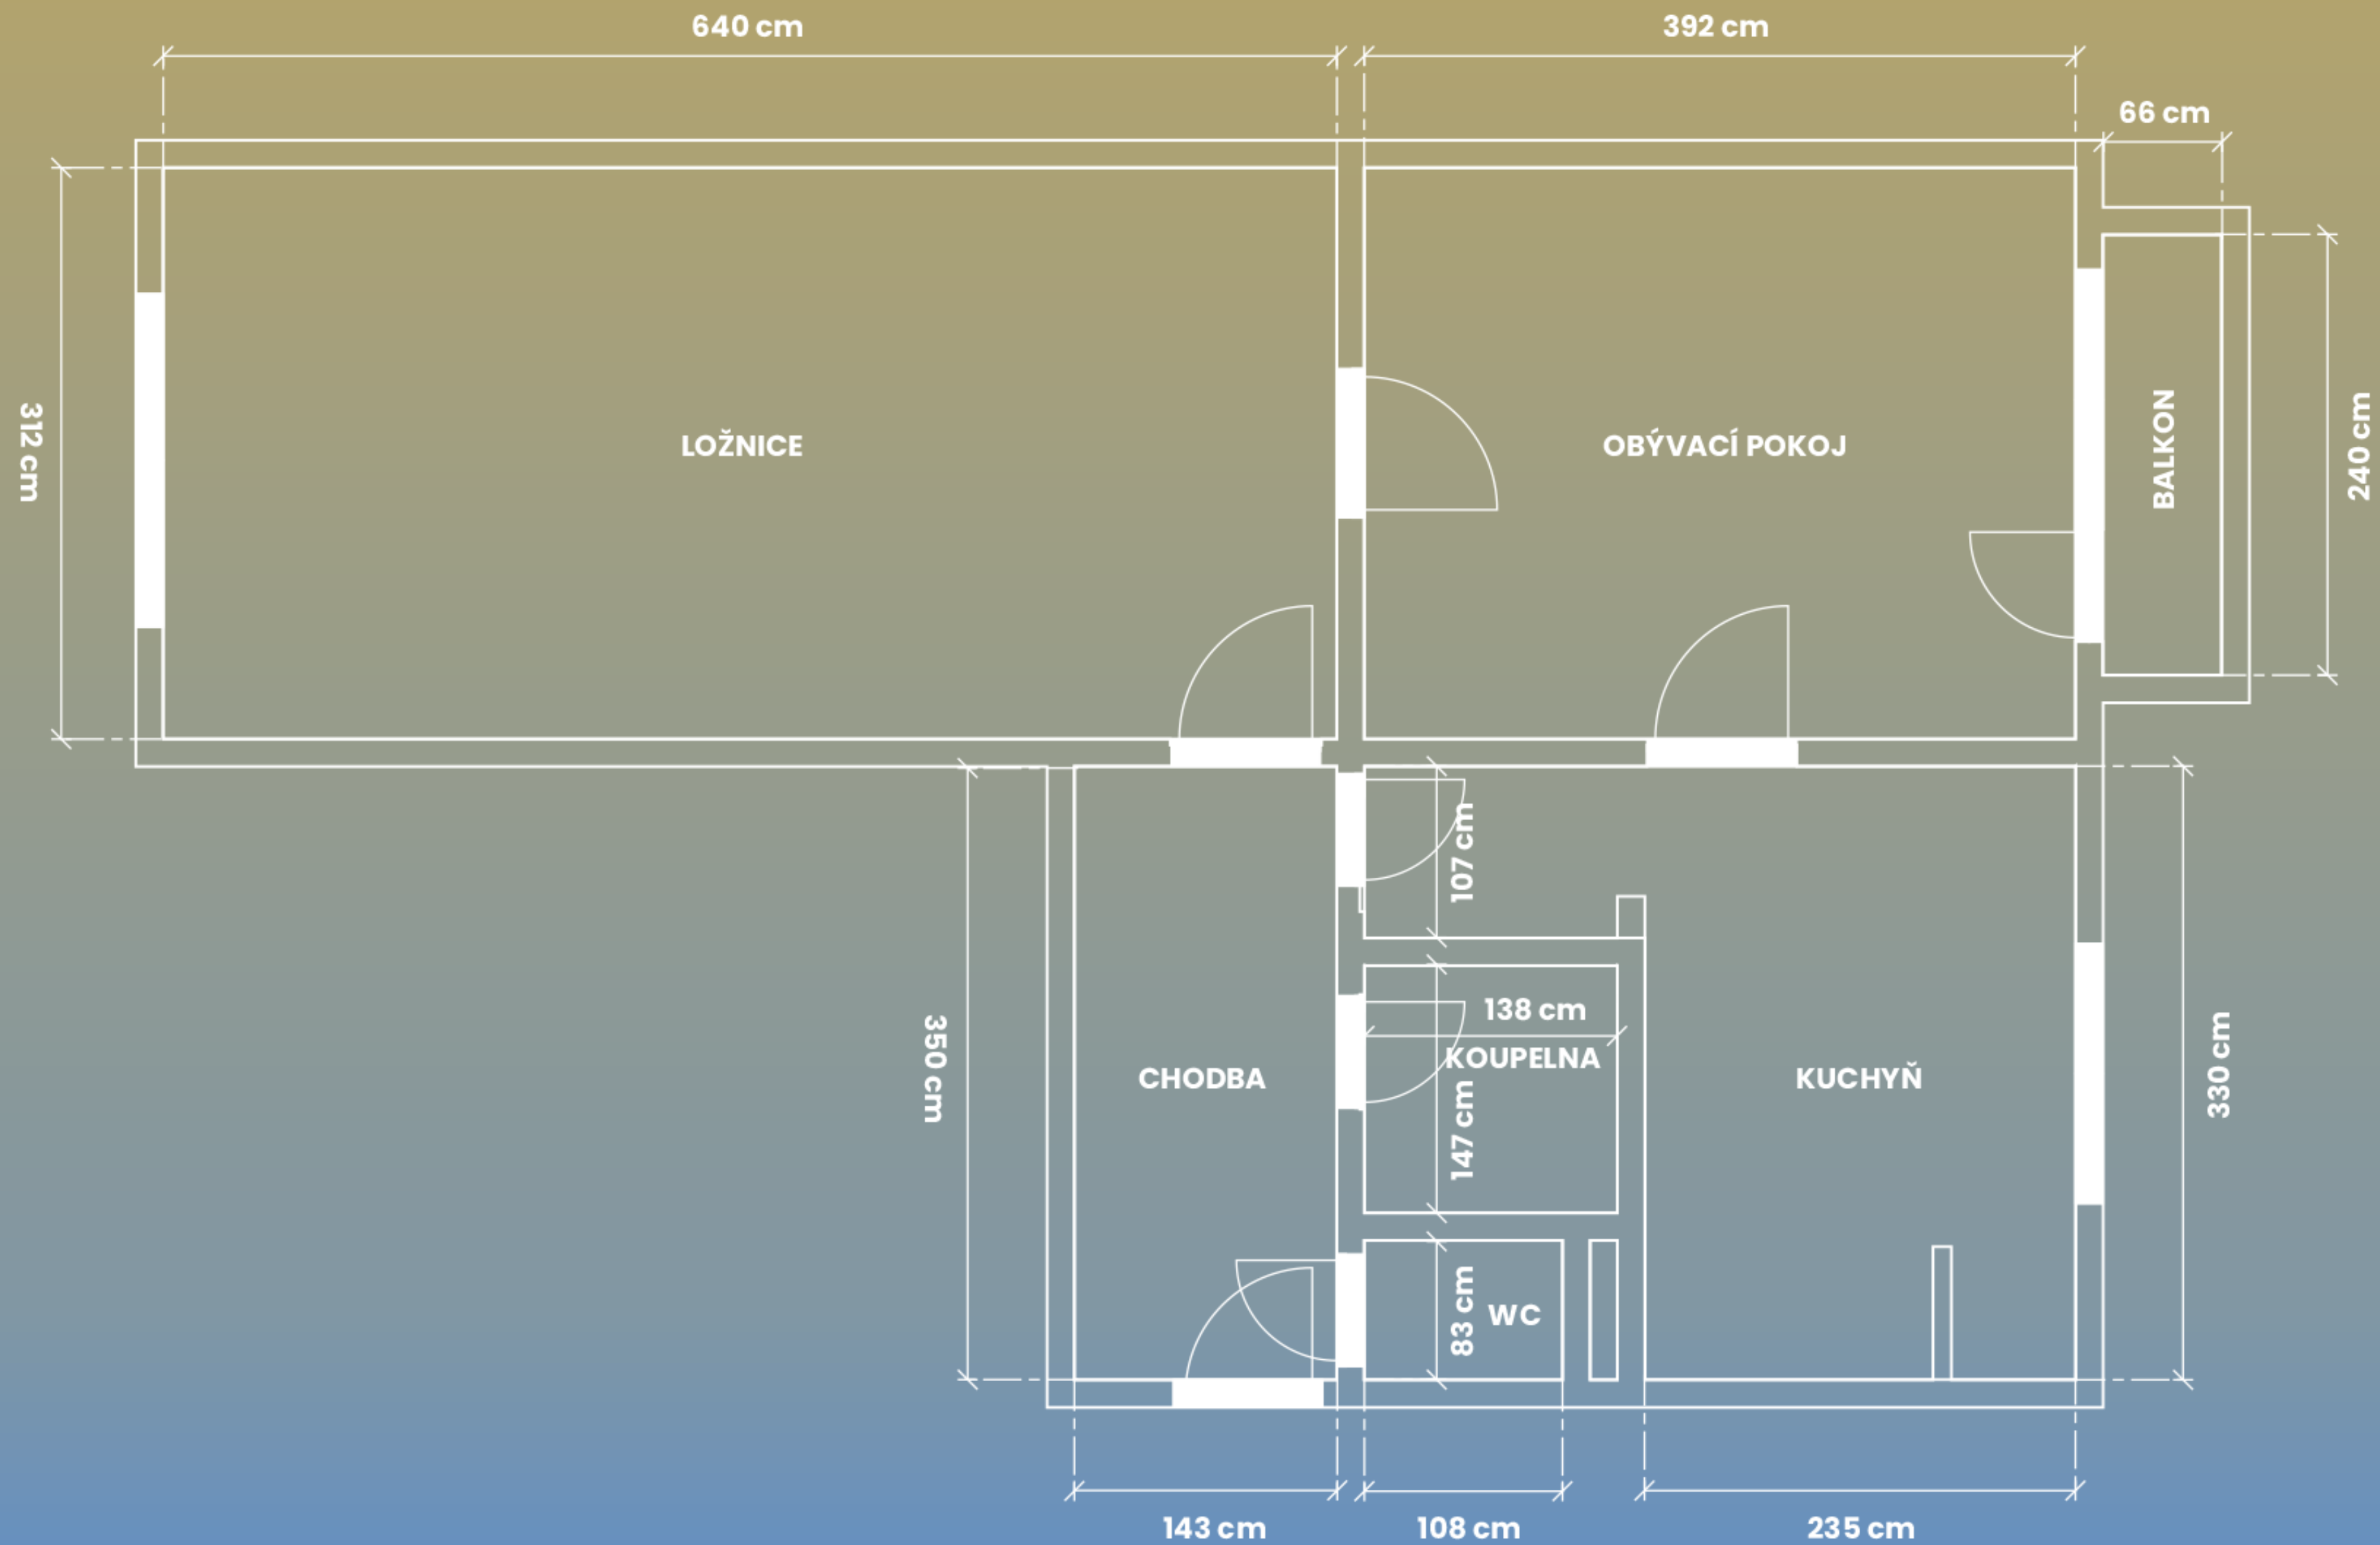 640 cm
392 cm
66 cm
312 cm
LOŽNICE
OBÝVACÍ POKOJ
BALKON
240 cm
107 cm
138 cm
KOUPELNA
147 cm
350 cm
CHODBA
KUCHYŇ
330 cm
83 cm
WC
143 cm
108 cm
235 cm